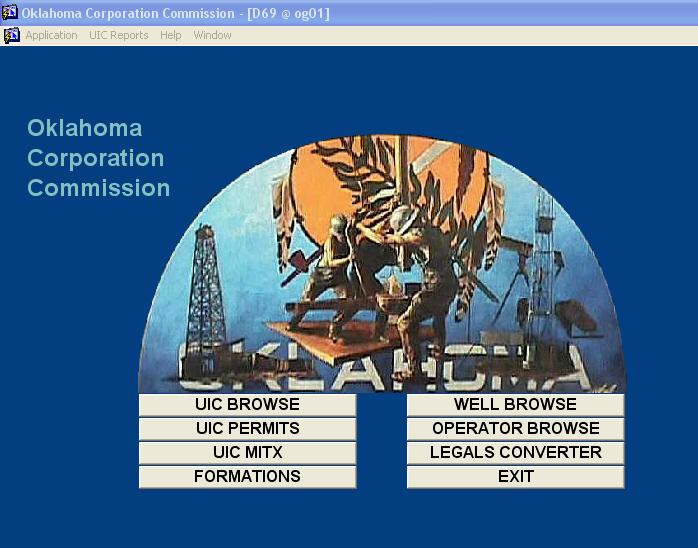 Oklahoma Corporation Commission - [D69 @ og01]
Application UIC Reports Help Window
Oklahoma
Corporation
Commission
OKLAHOMA
UIC BROWSE
WELL BROWSE
UIC PERMITS
OPERATOR BROWSE
UIC MITX
LEGALS CONVERTER
FORMATIONS
EXIT